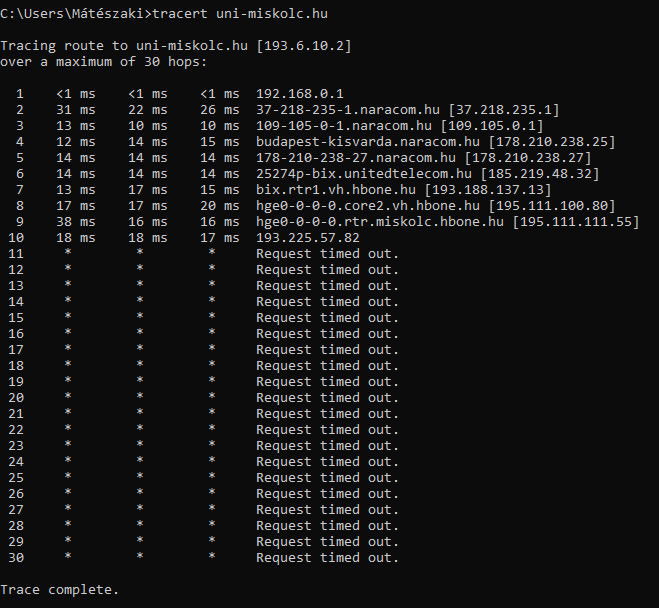 C:\Users\Mátészaki>tracert uni-miskolc.hu
Tracing route to uni-miskolc.hu [193.6.10.2]
over a maximum of 30 hops:
1 <1 ms <1 ms <1 ms 192.168.0.1
2 31 ms 22 ms 26 ms 37-218-235-1.naracom.hu [37.218.235.1]
3 13 ms 10 ms 10 ms 109-105-0-1.naracom.hu [109.105.0.1]
4 12 ms 14 ms 15 ms budapest-kisvarda.naracom.hu [178.210.238.25]
5 14 ms 14 ms 14 ms 178-210-238-27.naracom.hu [178.210.238.27]
6 14 ms 14 ms 14 ms 25274p-bix.unitedtelecom.hu [185.219.48.32]
7 13 ms 17 ms 15 ms bix.rtr1.vh.hbone.hu [193.188.137.13]
8 17 ms 17 ms 20 ms hge0-0-0-0.core2.vh.hbone.hu [195.111.100.80]
9 38 ms 16 ms 16 ms hge0-0-0-0.rtr.miskolc.hbone.hu [195.111.111.55]
10 18 ms 18 ms 17 ms 193.225.57.82
11 * * * Request timed out.
12 * * * Request timed out.
13 * * * Request timed out.
14 * * * Request timed out.
15 * * * Request timed out.
16 * * * Request timed out.
17 * * * Request timed out.
18 * * * Request timed out.
19 * * * Request timed out.
20 * * * Request timed out.
21 * * * Request timed out.
22 * * * Request timed out.
23 * * * Request timed out.
24 * * * Request timed out.
25 * * * Request timed out.
26 * * * Request timed out.
27 * * * Request timed out.
28 * * * Request timed out.
29 * * * Request timed out.
30 * * * Request timed out.
Trace complete.